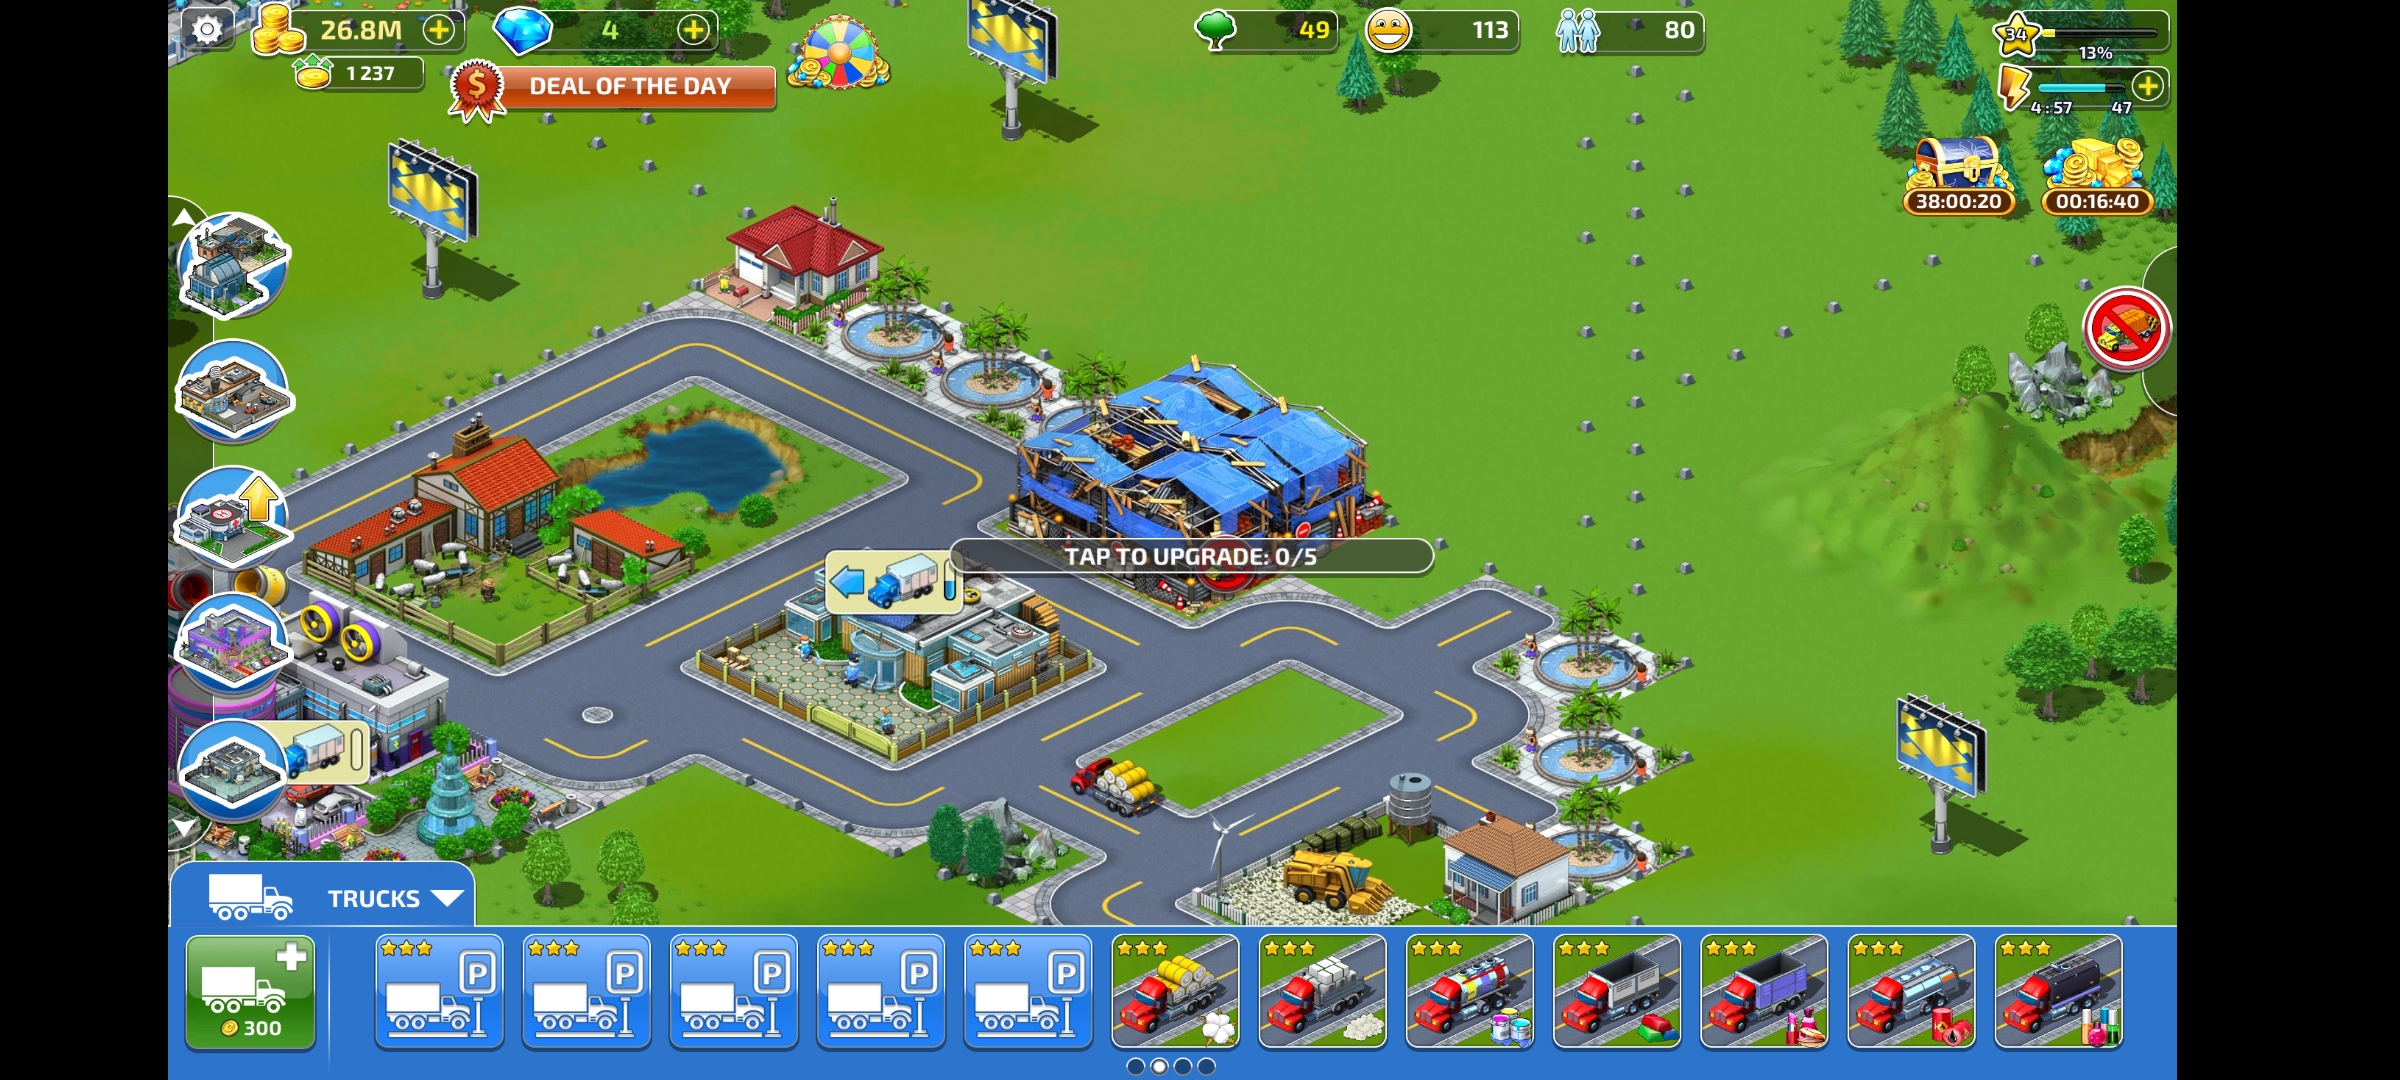 26.8M
4
49
113
80
34
13%
1 237
DEAL OF THE DAY
4:57
47
38:00:20
00:16:40
TAP TO UPGRADE: 0/5
TRUCKS
300
P
P
P
P
P